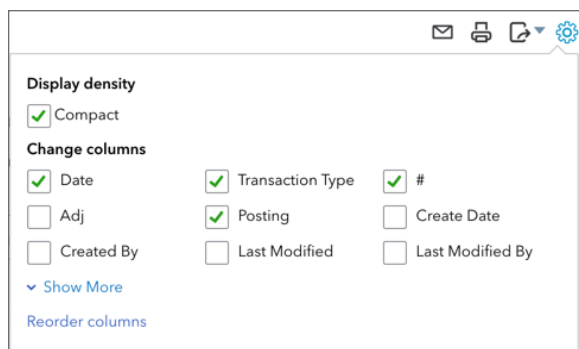 Display density
Compact
Change columns
Date Transaction Type #
Adj Posting Create Date
Created By Last Modified Last Modified By
Show More
Reorder columns